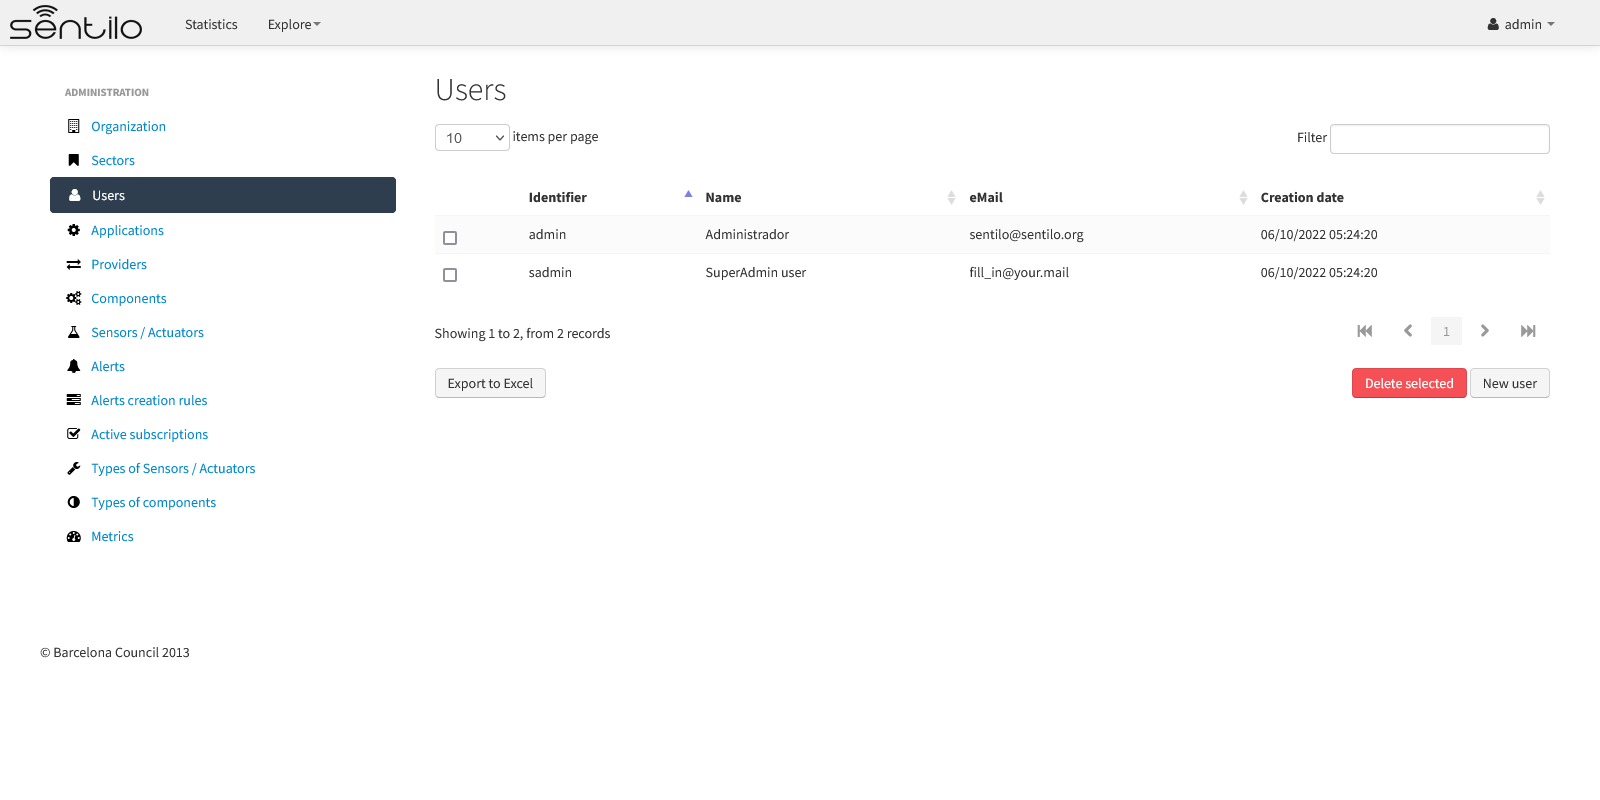 sentilo Statistics Explore admin
ADMINISTRATION
Organization
Sectors
Users
Applications
Providers
Components
Sensors / Actuators
Alerts
Alerts creation rules
Active subscriptions
Types of Sensors / Actuators
Types of components
Metrics
Users
10 items per page Filter
Identifier Name eMail Creation date
admin Administrador sentilo@sentilo.org 06/10/2022 05:24:20
sadmin SuperAdmin user fill_in@your.mail 06/10/2022 05:24:20
Showing 1 to 2, from 2 records 1
Export to Excel Delete selected New user
© Barcelona Council 2013